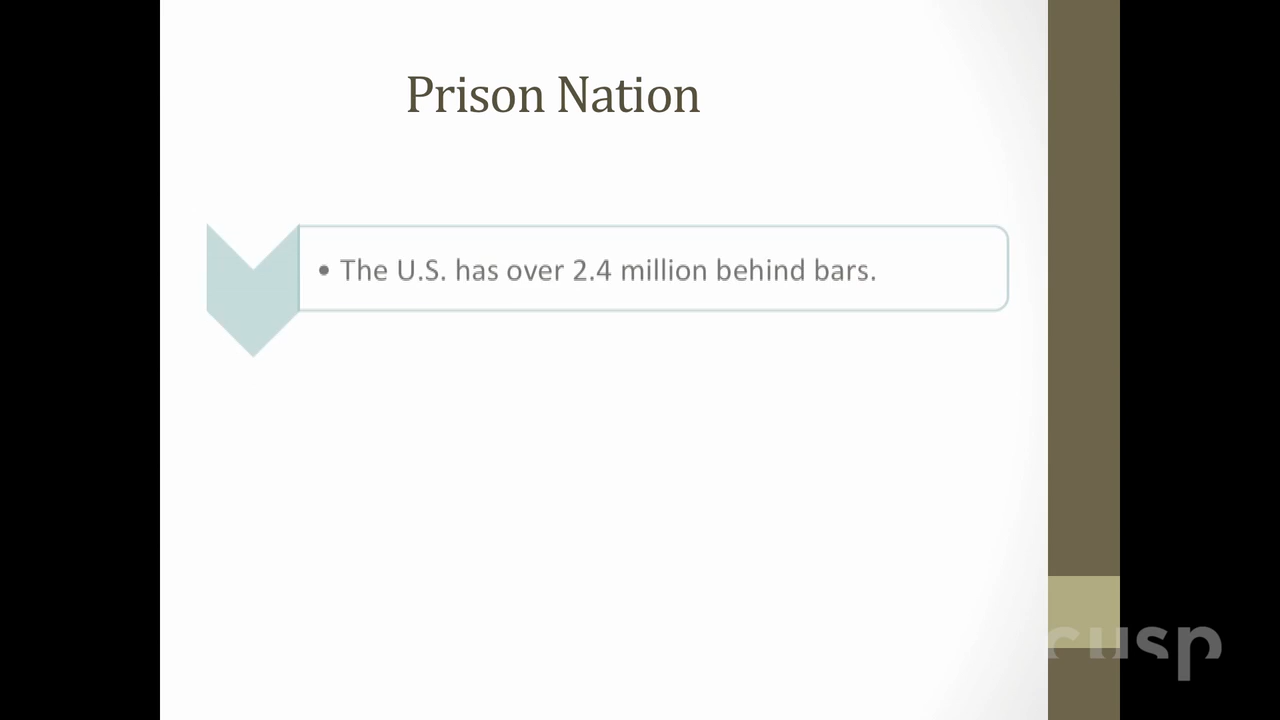 Prison Nation
• The U.S. has over 2.4 million behind bars.
cusp